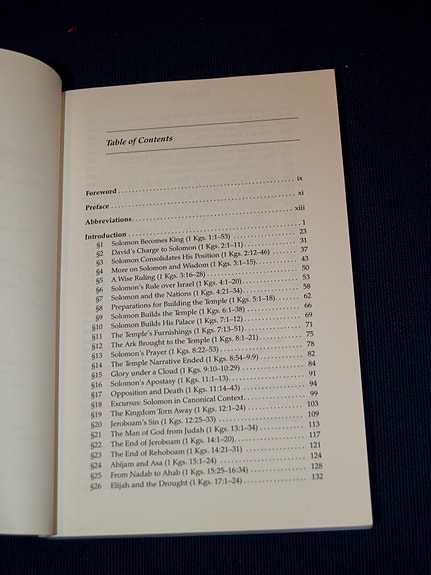 Table of Contents
Foreword . . . . . . . . . . ix
Preface . . . . . . . . . . xi
Abbreviations . . . . . . . . . . xiii
Introduction . . . . . . . . . . 1
§1 Solomon Becomes King (1 Kgs. 1:1–53) . . . . . . . . . . 23
§2 David's Charge to Solomon (1 Kgs. 2:1–11) . . . . . . . . . . 31
§3 Solomon Consolidates His Position (1 Kgs. 2:12–46) . . . . . . . . . . 37
§4 More on Solomon and Wisdom (1 Kgs. 3:1–15) . . . . . . . . . . 43
§5 A Wise Ruling (1 Kgs. 3:16–28) . . . . . . . . . . 50
§6 Solomon's Rule over Israel (1 Kgs. 4:1–20) . . . . . . . . . . 53
§7 Solomon and the Nations (1 Kgs. 4:21–34) . . . . . . . . . . 58
§8 Preparations for Building the Temple (1 Kgs. 5:1–18) . . . . . . . . . . 62
§9 Solomon Builds the Temple (1 Kgs. 6:1–38) . . . . . . . . . . 66
§10 Solomon Builds His Palace (1 Kgs. 7:1–12) . . . . . . . . . . 69
§11 The Temple's Furnishings (1 Kgs. 7:13–51) . . . . . . . . . . 71
§12 The Ark Brought to the Temple (1 Kgs. 8:1–21) . . . . . . . . . . 75
§13 Solomon's Prayer (1 Kgs. 8:22–53) . . . . . . . . . . 78
§14 The Temple Narrative Ended (1 Kgs. 8:54–9:9) . . . . . . . . . . 82
§15 Glory under a Cloud (1 Kgs. 9:10–10:29) . . . . . . . . . . 84
§16 Solomon's Apostasy (1 Kgs. 11:1–13) . . . . . . . . . . 91
§17 Opposition and Death (1 Kgs. 11:14–43) . . . . . . . . . . 94
§18 Excursus: Solomon in Canonical Context . . . . . . . . . . 99
§19 The Kingdom Torn Away (1 Kgs. 12:1–24) . . . . . . . . . . 103
§20 Jeroboam's Sin (1 Kgs. 12:25–33) . . . . . . . . . . 109
§21 The Man of God from Judah (1 Kgs. 13:1–34) . . . . . . . . . . 113
§22 The End of Jeroboam (1 Kgs. 14:1–20) . . . . . . . . . . 117
§23 The End of Rehoboam (1 Kgs. 14:21–31) . . . . . . . . . . 121
§24 Abijam and Asa (1 Kgs. 15:1–24) . . . . . . . . . . 124
§25 From Nadab to Ahab (1 Kgs. 15:25–16:34) . . . . . . . . . . 128
§26 Elijah and the Drought (1 Kgs. 17:1–24) . . . . . . . . . . 132